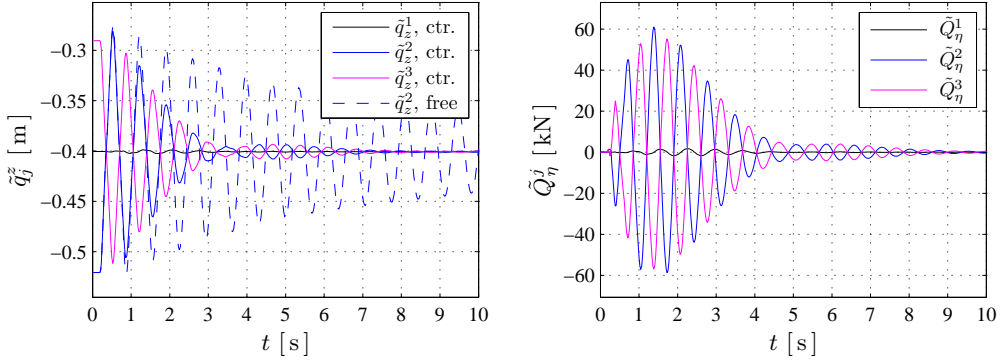 q̃_z^1, ctr.
q̃_z^2, ctr.
q̃_z^3, ctr.
q̃_z^2, free
−0.3
−0.35
−0.4
−0.45
−0.5
q̃_j^z [ m ]
0 1 2 3 4 5 6 7 8 9 10
t [ s ]
Q̃_η^1
Q̃_η^2
Q̃_η^3
60
40
20
0
−20
−40
−60
Q̃_η^j [ kN ]
0 1 2 3 4 5 6 7 8 9 10
t [ s ]